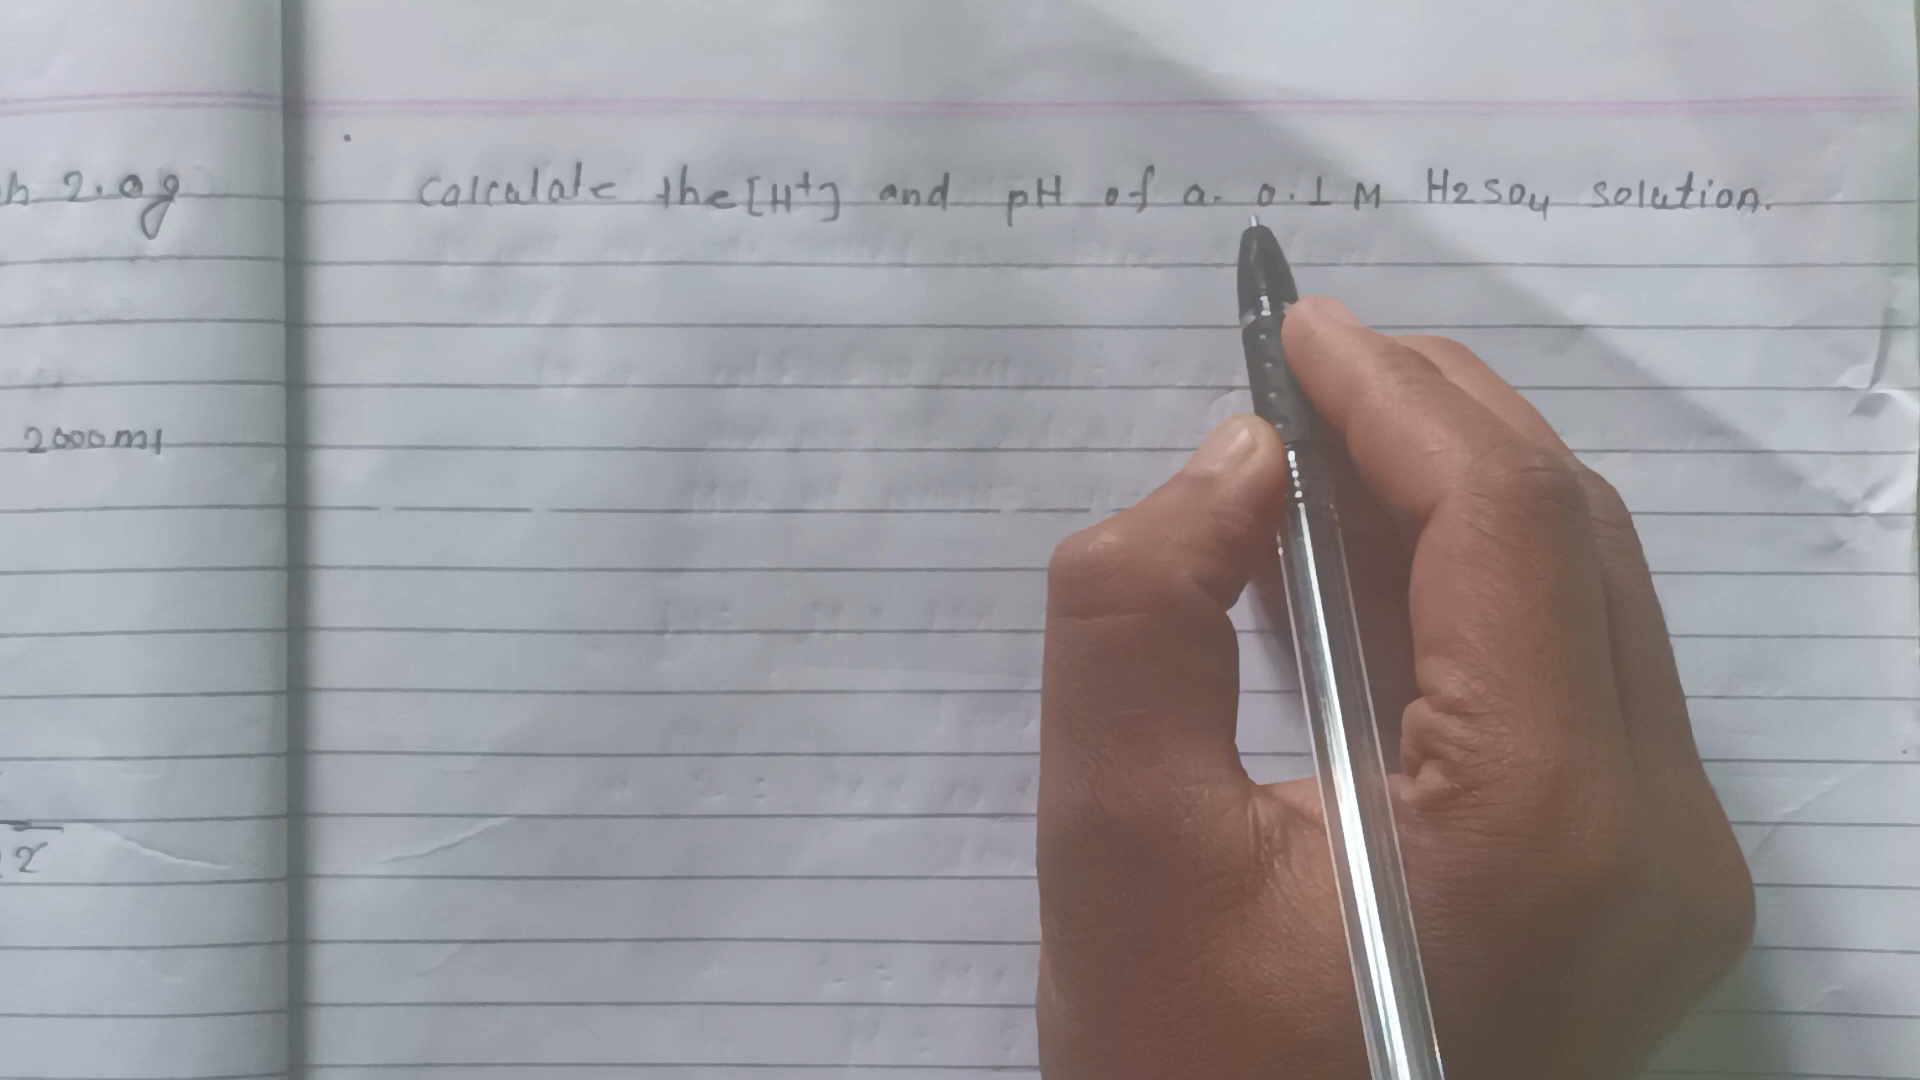 h 2.0g
calculate the [H+] and pH of a. 0.1 M H2SO4 solution.
2000ml
2